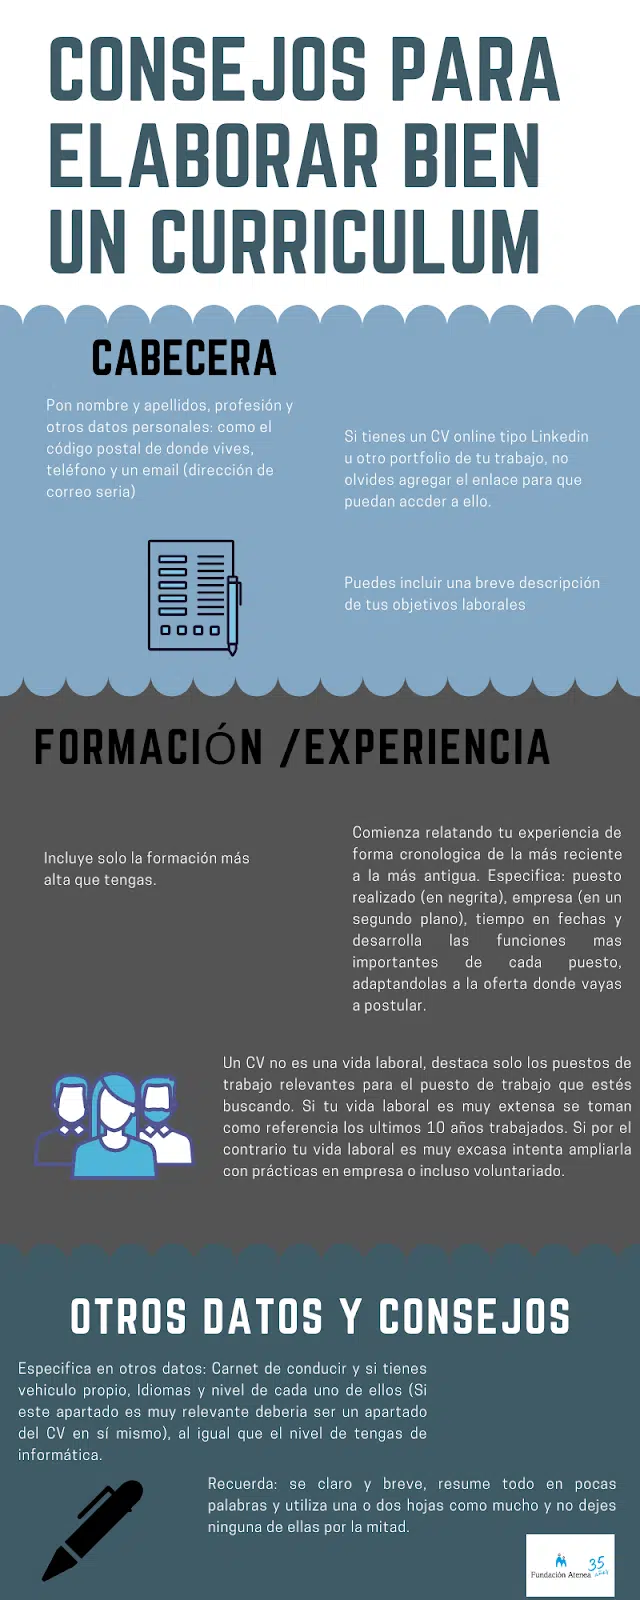 CONSEJOS PARA
ELABORAR BIEN
UN CURRICULUM
CABECERA
Pon nombre y apellidos, profesión y
otros datos personales: como el
código postal de donde vives,
teléfono y un email (dirección de
correo seria)
Si tienes un CV online tipo Linkedin
u otro portfolio de tu trabajo, no
olvides agregar el enlace para que
puedan accder a ello.
Puedes incluir una breve descripción
de tus objetivos laborales
FORMACIÓN /EXPERIENCIA
Incluye solo la formación más
alta que tengas.
Comienza relatando tu experiencia de
forma cronologica de la más reciente
a la más antigua. Especifica: puesto
realizado (en negrita), empresa (en un
segundo plano), tiempo en fechas y
desarrolla las funciones mas
importantes de cada puesto,
adaptandolas a la oferta donde vayas
a postular.
Un CV no es una vida laboral, destaca solo los puestos de
trabajo relevantes para el puesto de trabajo que estés
buscando. Si tu vida laboral es muy extensa se toman
como referencia los ultimos 10 años trabajados. Si por el
contrario tu vida laboral es muy excasa intenta ampliarla
con prácticas en empresa o incluso voluntariado.
OTROS DATOS Y CONSEJOS
Especifica en otros datos: Carnet de conducir y si tienes
vehiculo propio, Idiomas y nivel de cada uno de ellos (Si
este apartado es muy relevante deberia ser un apartado
del CV en sí mismo), al igual que el nivel de tengas de
informática.
Recuerda: se claro y breve, resume todo en pocas
palabras y utiliza una o dos hojas como mucho y no dejes
ninguna de ellas por la mitad.
Fundación Atenea 35 años